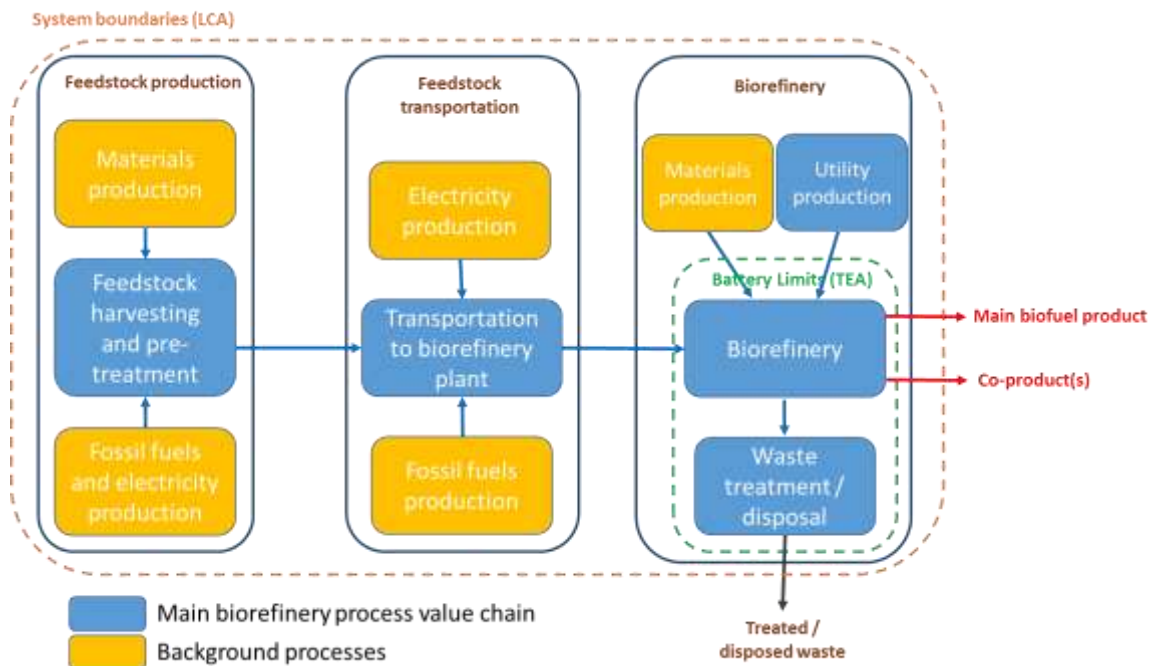 System boundaries (LCA)
Feedstock production
Materials
production
Feedstock
harvesting
and pre-
treatment
Fossil fuels
and electricity
production
Feedstock
transportation
Electricity
production
Transportation
to biorefinery
plant
Fossil fuels
production
Biorefinery
Materials
production
Utility
production
Battery Limits (TEA)
Biorefinery
Waste
treatment /
disposal
Main biofuel product
Co-product(s)
Treated /
disposed waste
Main biorefinery process value chain
Background processes